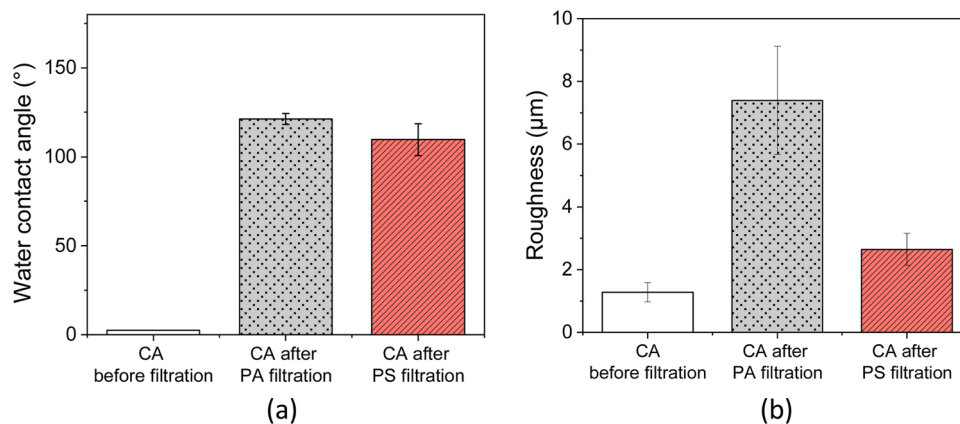 Water contact angle (°)
150
100
50
0
CA
before filtration
CA after
PA filtration
CA after
PS filtration
(a)
Roughness (μm)
10
8
6
4
2
0
CA
before filtration
CA after
PA filtration
CA after
PS filtration
(b)